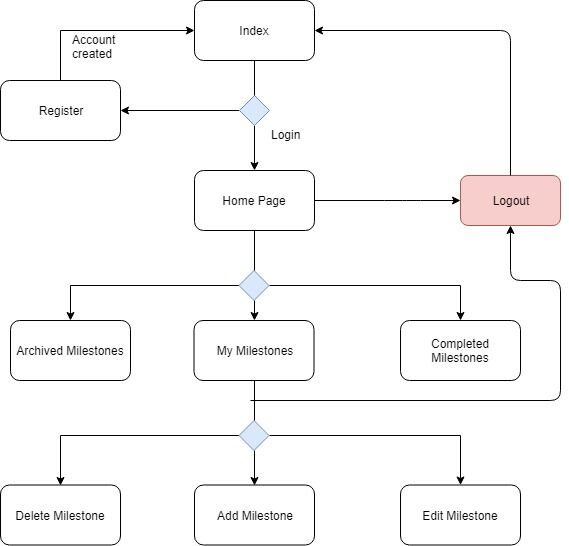 Index
Account
created
Register
Login
Home Page
Logout
Archived Milestones
My Milestones
Completed
Milestones
Delete Milestone
Add Milestone
Edit Milestone